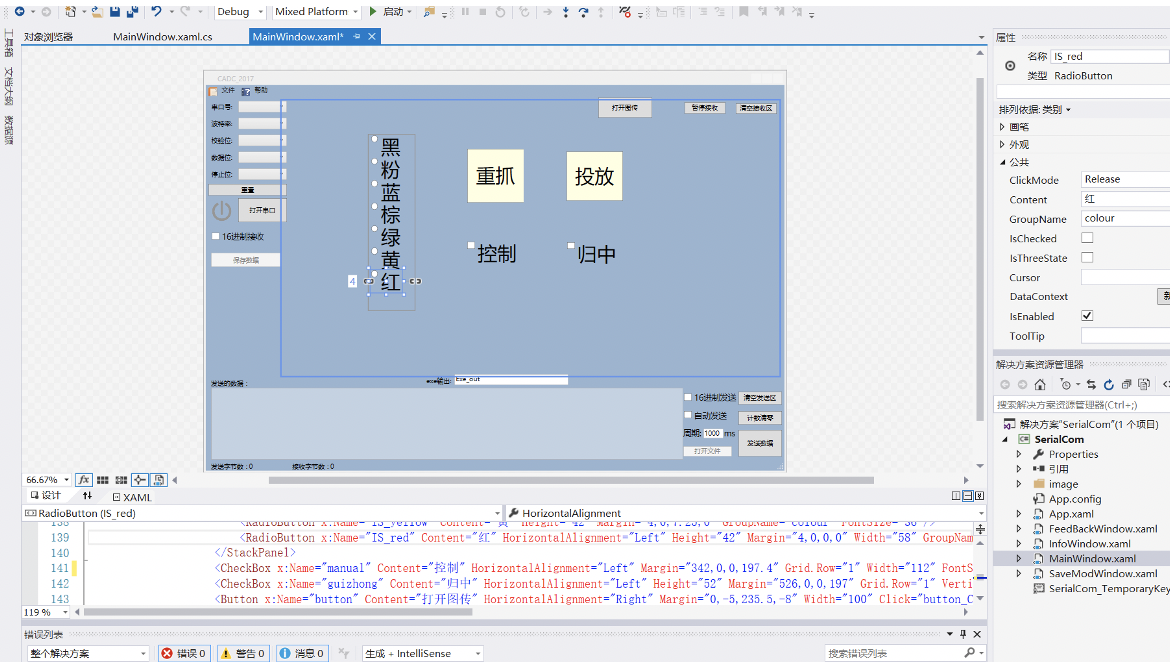 Debug
Mixed Platform
启动
对象浏览器
MainWindow.xaml.cs
MainWindow.xaml*
工具箱
文档大纲
数据源
CADC_2017
文件
帮助
串口号:
波特率:
校验位:
数据位:
停止位:
重置
打开串口
16进制接收
保存数据
打开图传
暂停接收
清空接收区
黑
粉
蓝
棕
绿
黄
红
4
重抓
投放
控制
归中
exe输出:
Exe_out
发送的数据:
16进制发送
清空发送区
自动发送
计数清零
周期:
1000
ms
发送数据
打开文件
发送字节数:0
接收字节数:0
66.67%
fx
设计
XAML
RadioButton (IS_red)
HorizontalAlignment
138 <RadioButton x:Name="IS_yellow" Content="黄" Height="42" Margin="4,0,7.25,0" GroupName="colour" FontSize="36"/>
139 <RadioButton x:Name="IS_red" Content="红" HorizontalAlignment="Left" Height="42" Margin="4,0,0,0" Width="58" GroupNam
140 </StackPanel>
141 <CheckBox x:Name="manual" Content="控制" HorizontalAlignment="Left" Margin="342,0,0,197.4" Grid.Row="1" Width="112" FontS
142 <CheckBox x:Name="guizhong" Content="归中" HorizontalAlignment="Left" Height="52" Margin="526,0,0,197" Grid.Row="1" Verti
143 <Button x:Name="button" Content="打开图传" HorizontalAlignment="Right" Margin="0,-5,235.5,-8" Width="100" Click="button_C
119 %
错误列表
整个解决方案
错误 0
警告 0
消息 0
生成 + IntelliSense
搜索错误列表
属性
名称 IS_red
类型 RadioButton
排列依据: 类别
画笔
外观
公共
ClickMode Release
Content 红
GroupName colour
IsChecked
IsThreeState
Cursor
DataContext 新
IsEnabled
ToolTip
解决方案资源管理器
搜索解决方案资源管理器(Ctrl+;)
解决方案"SerialCom"(1 个项目)
SerialCom
Properties
引用
image
App.config
App.xaml
FeedBackWindow.xaml
InfoWindow.xaml
MainWindow.xaml
SaveModWindow.xaml
SerialCom_TemporaryKey